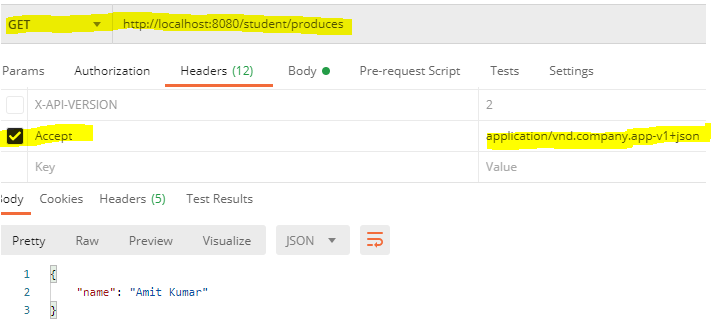 GET http://localhost:8080/student/produces
Params Authorization Headers (12) Body Pre-request Script Tests Settings
X-API-VERSION 2
Accept application/vnd.company.app-v1+json
Key Value
Body Cookies Headers (5) Test Results
Pretty Raw Preview Visualize JSON
1 {
2 "name": "Amit Kumar"
3 }